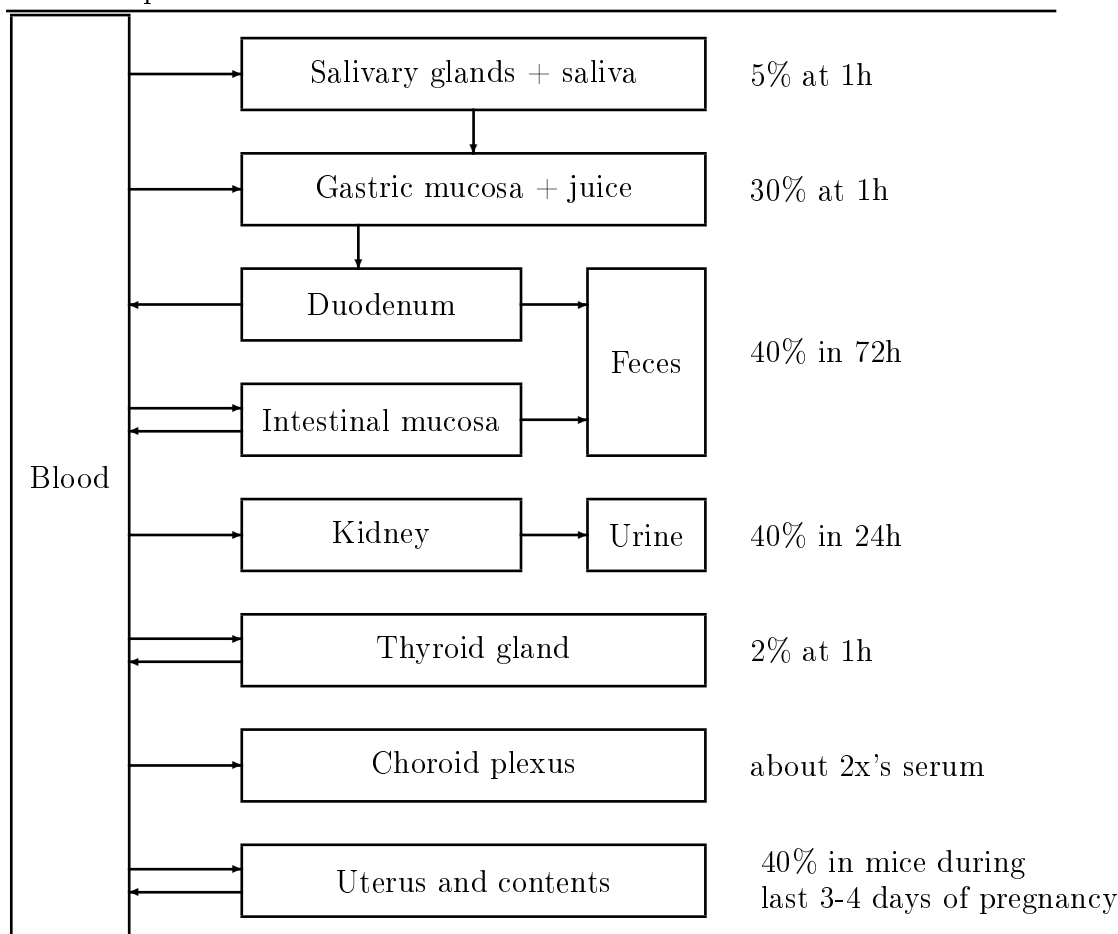 Salivary glands + saliva
5% at 1h
Gastric mucosa + juice
30% at 1h
Duodenum
Feces
40% in 72h
Intestinal mucosa
Blood
Kidney
Urine
40% in 24h
Thyroid gland
2% at 1h
Choroid plexus
about 2x's serum
Uterus and contents
40% in mice during
last 3-4 days of pregnancy